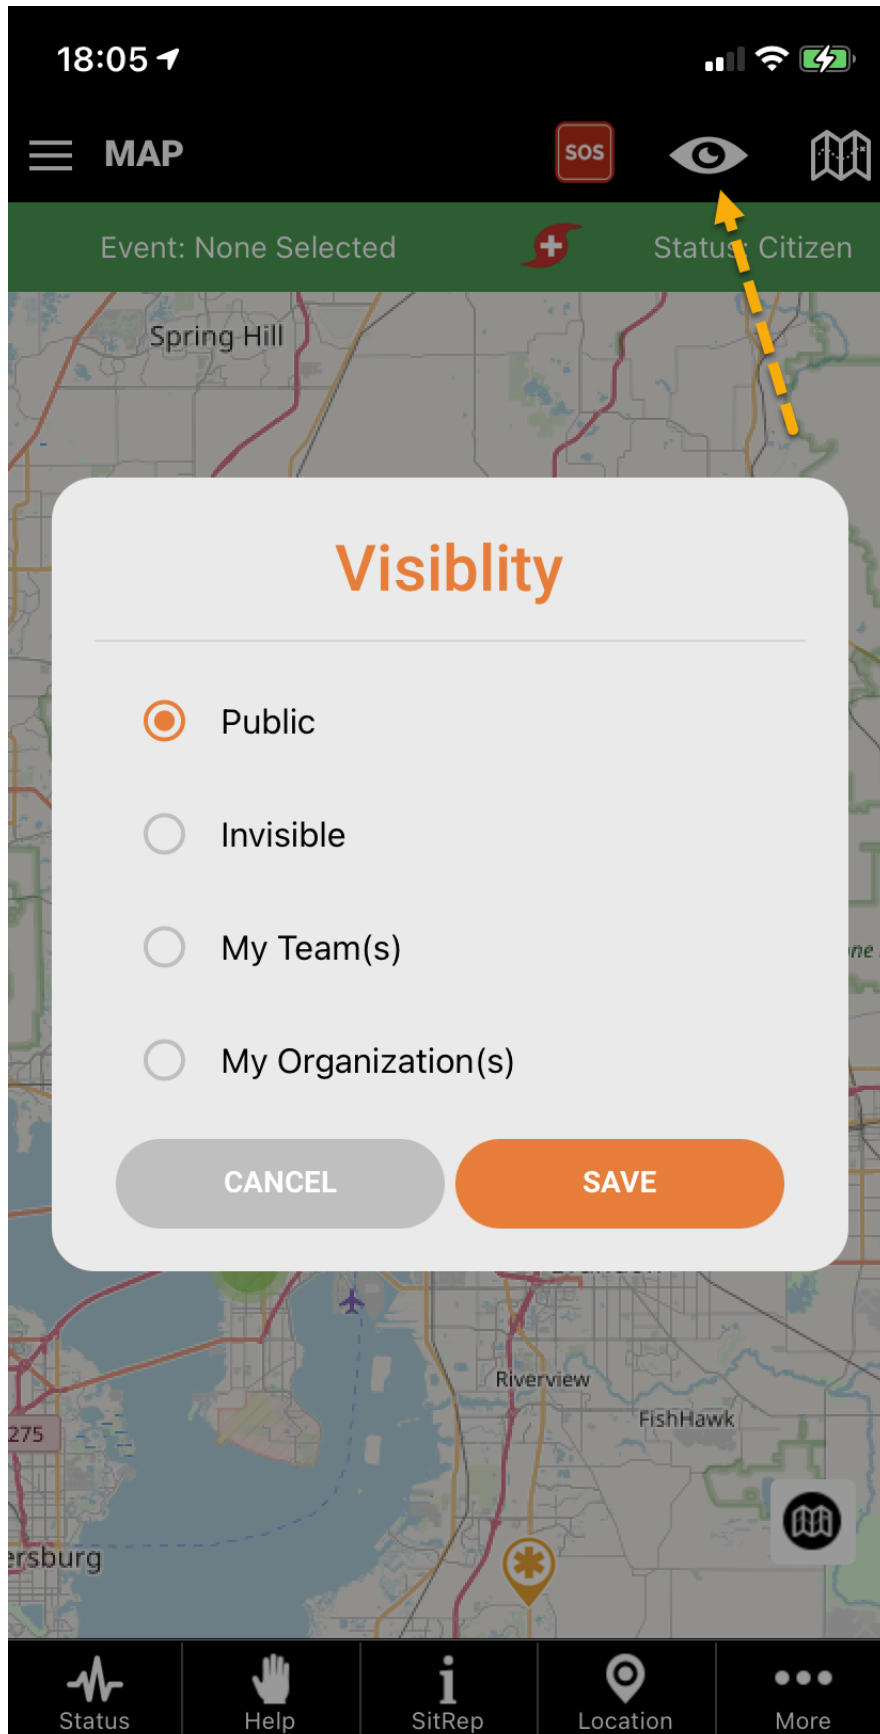 18:05
MAP
SOS
Event: None Selected
Status: Citizen
Spring Hill
Visiblity
Public
Invisible
My Team(s)
My Organization(s)
CANCEL
SAVE
Riverview
FishHawk
275
ersburg
Status
Help
SitRep
Location
More